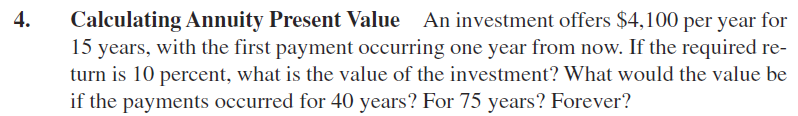 4. Calculating Annuity Present Value An investment offers $4,100 per year for
15 years, with the first payment occurring one year from now. If the required re-
turn is 10 percent, what is the value of the investment? What would the value be
if the payments occurred for 40 years? For 75 years? Forever?